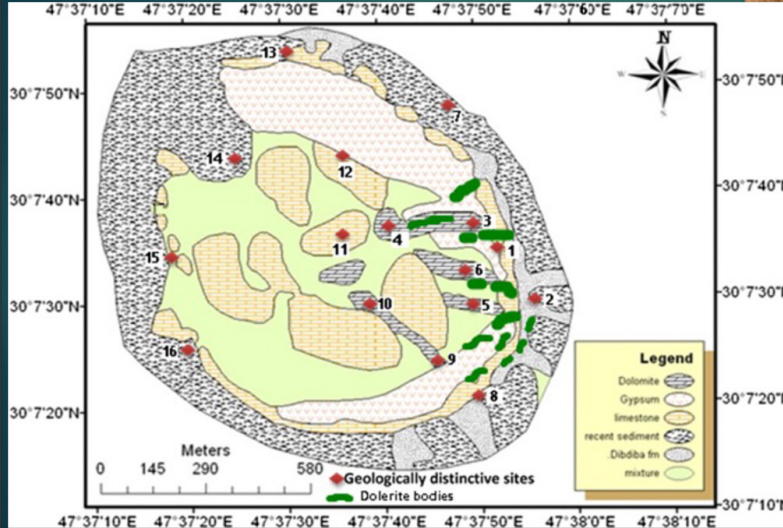 47°37'10"E 47°37'20"E 47°37'30"E 47°37'40"E 47°37'50"E 47°37'60"E 47°37'70"E
N
W E
S
30°7'50"N 30°7'50"N
30°7'40"N 30°7'40"N
30°7'30"N 30°7'30"N
30°7'20"N 30°7'20"N
30°7'10"N
13
7
14
12
3
4
1
11
15
6
2
10
5
16
9
8
Legend
Dolomite
Gypsum
limestone
recent sediment
.Dibdiba fm
mixture
Meters
0 145 290 580
Geologically distinctive sites
Dolerite bodies
47°37'10"E 47°37'20"E 47°37'30"E 47°37'40"E 47°37'50"E 47°38'0"E 47°38'10"E